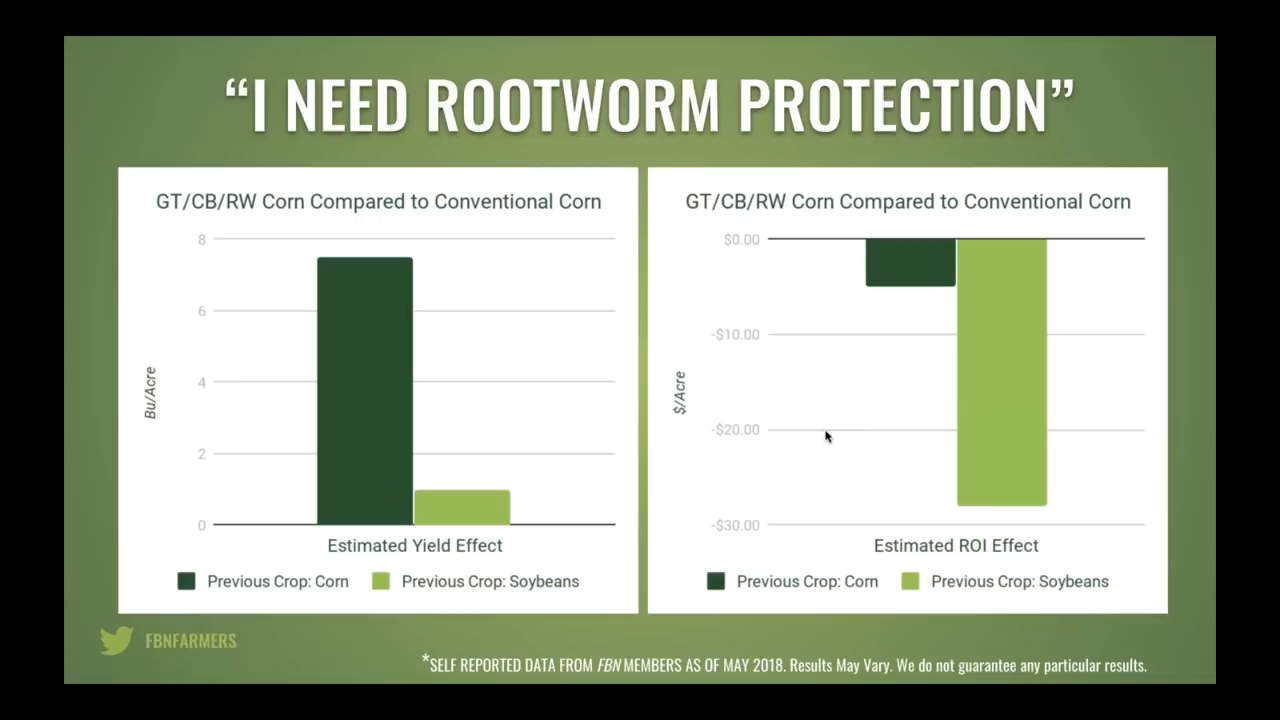 “I NEED ROOTWORM PROTECTION”
GT/CB/RW Corn Compared to Conventional Corn
8
6
4
2
0
Bu/Acre
Estimated Yield Effect
Previous Crop: Corn Previous Crop: Soybeans
GT/CB/RW Corn Compared to Conventional Corn
$0.00
-$10.00
-$20.00
-$30.00
$/Acre
Estimated ROI Effect
Previous Crop: Corn Previous Crop: Soybeans
FBNFARMERS
*SELF REPORTED DATA FROM FBN MEMBERS AS OF MAY 2018. Results May Vary. We do not guarantee any particular results.